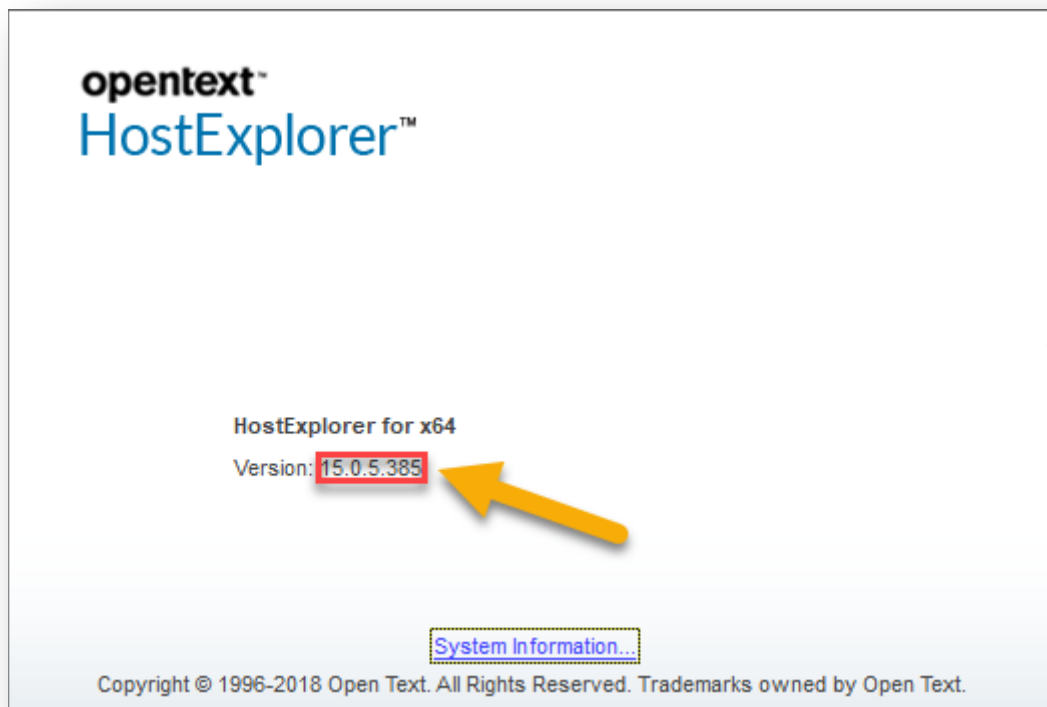 opentext™
HostExplorer™
HostExplorer for x64
Version: 15.0.5.385
System Information...
Copyright © 1996-2018 Open Text. All Rights Reserved. Trademarks owned by Open Text.